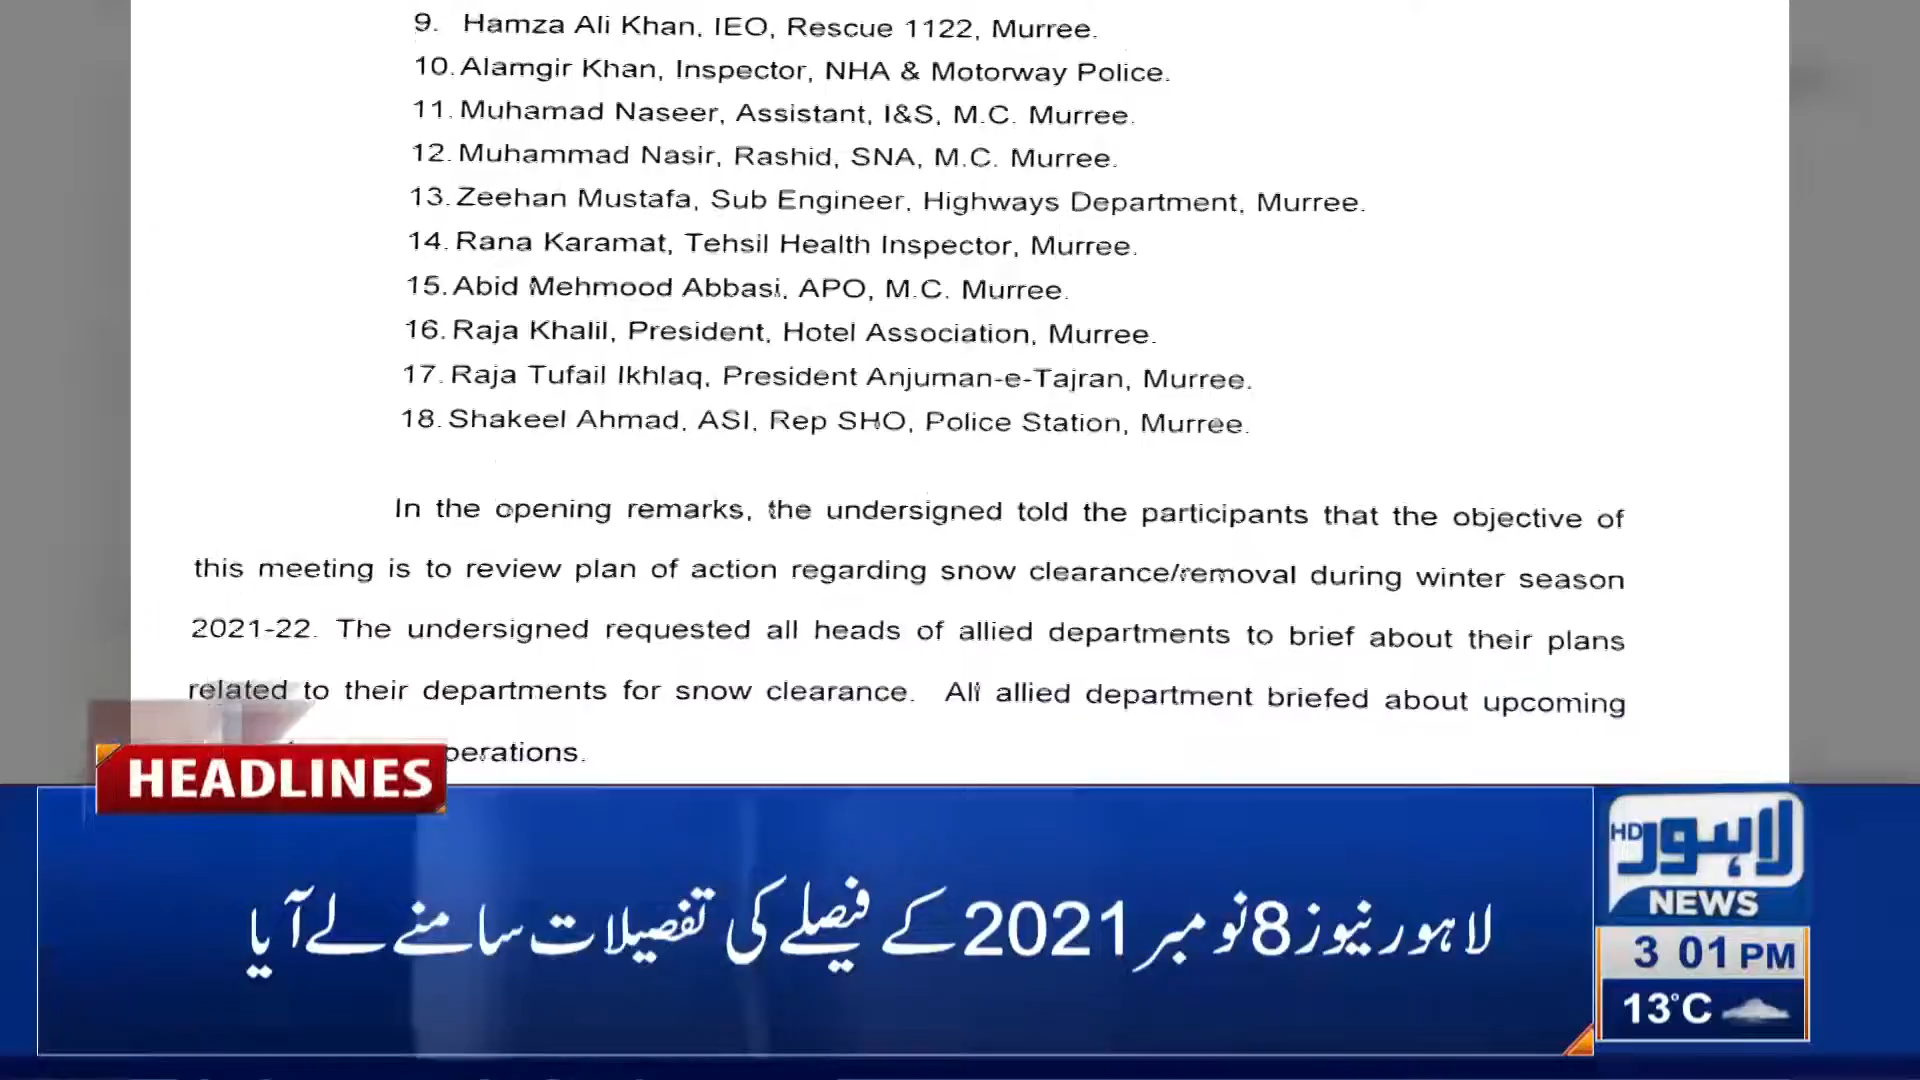 9. Hamza Ali Khan, IEO, Rescue 1122, Murree.
10. Alamgir Khan, Inspector, NHA & Motorway Police.
11. Muhamad Naseer, Assistant, I&S, M.C. Murree.
12. Muhammad Nasir, Rashid, SNA, M.C. Murree.
13. Zeehan Mustafa, Sub Engineer, Highways Department, Murree.
14. Rana Karamat, Tehsil Health Inspector, Murree.
15. Abid Mehmood Abbasi, APO, M.C. Murree.
16. Raja Khalil, President, Hotel Association, Murree.
17. Raja Tufail Ikhlaq, President Anjuman-e-Tajran, Murree.
18. Shakeel Ahmad, ASI, Rep SHO, Police Station, Murree.
In the opening remarks, the undersigned told the participants that the objective of
this meeting is to review plan of action regarding snow clearance/removal during winter season
2021-22. The undersigned requested all heads of allied departments to brief about their plans
related to their departments for snow clearance. All allied department briefed about upcoming
perations.
HEADLINES
لاہور نیوز 8 نومبر 2021 کے فیصلے کی تفصیلات سامنے لے آیا
لاہور HD
NEWS
3 01 PM
13°C